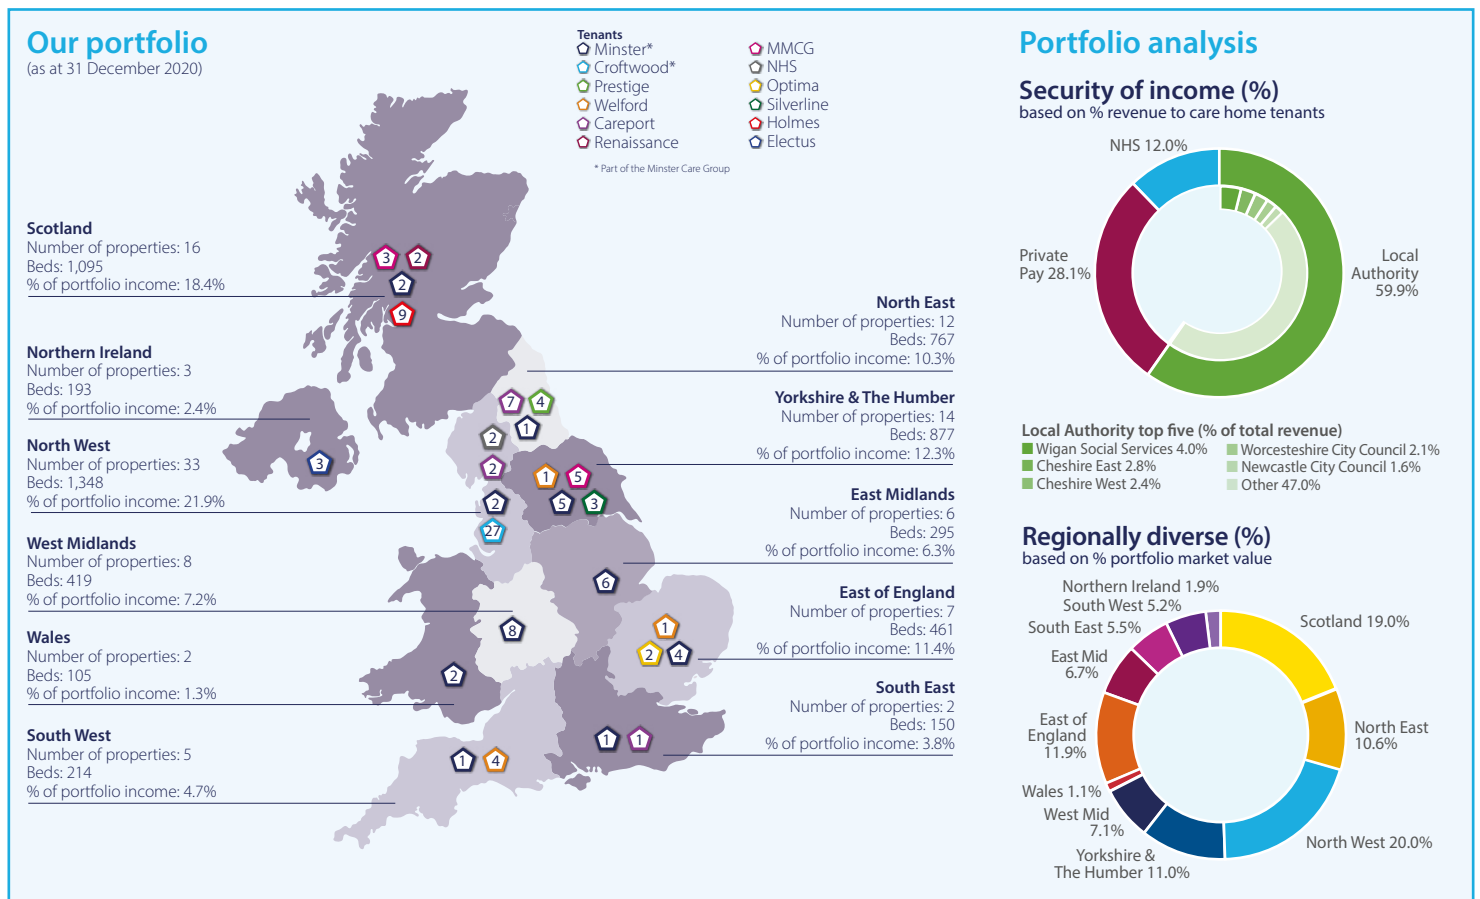 Our portfolio
(as at 31 December 2020)
Tenants
Minster*
Croftwood*
Prestige
Welford
Careport
Renaissance
MMCG
NHS
Optima
Silverline
Holmes
Electus
* Part of the Minster Care Group
Scotland
Number of properties: 16
Beds: 1,095
% of portfolio income: 18.4%
Northern Ireland
Number of properties: 3
Beds: 193
% of portfolio income: 2.4%
North West
Number of properties: 33
Beds: 1,348
% of portfolio income: 21.9%
West Midlands
Number of properties: 8
Beds: 419
% of portfolio income: 7.2%
Wales
Number of properties: 2
Beds: 105
% of portfolio income: 1.3%
South West
Number of properties: 5
Beds: 214
% of portfolio income: 4.7%
3 2
2
9
7 4
1
2
2
2
27
3
1 5
5 3
6
8
2
1
2 4
1 1
1 4
North East
Number of properties: 12
Beds: 767
% of portfolio income: 10.3%
Yorkshire & The Humber
Number of properties: 14
Beds: 877
% of portfolio income: 12.3%
East Midlands
Number of properties: 6
Beds: 295
% of portfolio income: 6.3%
East of England
Number of properties: 7
Beds: 461
% of portfolio income: 11.4%
South East
Number of properties: 2
Beds: 150
% of portfolio income: 3.8%
Portfolio analysis
Security of income (%)
based on % revenue to care home tenants
NHS 12.0%
Private
Pay 28.1%
Local
Authority
59.9%
Local Authority top five (% of total revenue)
Wigan Social Services 4.0%
Cheshire East 2.8%
Cheshire West 2.4%
Worcesteshire City Council 2.1%
Newcastle City Council 1.6%
Other 47.0%
Regionally diverse (%)
based on % portfolio market value
Northern Ireland 1.9%
South West 5.2%
South East 5.5%
East Mid
6.7%
East of
England
11.9%
Wales 1.1%
West Mid
7.1%
Yorkshire &
The Humber 11.0%
Scotland 19.0%
North East
10.6%
North West 20.0%